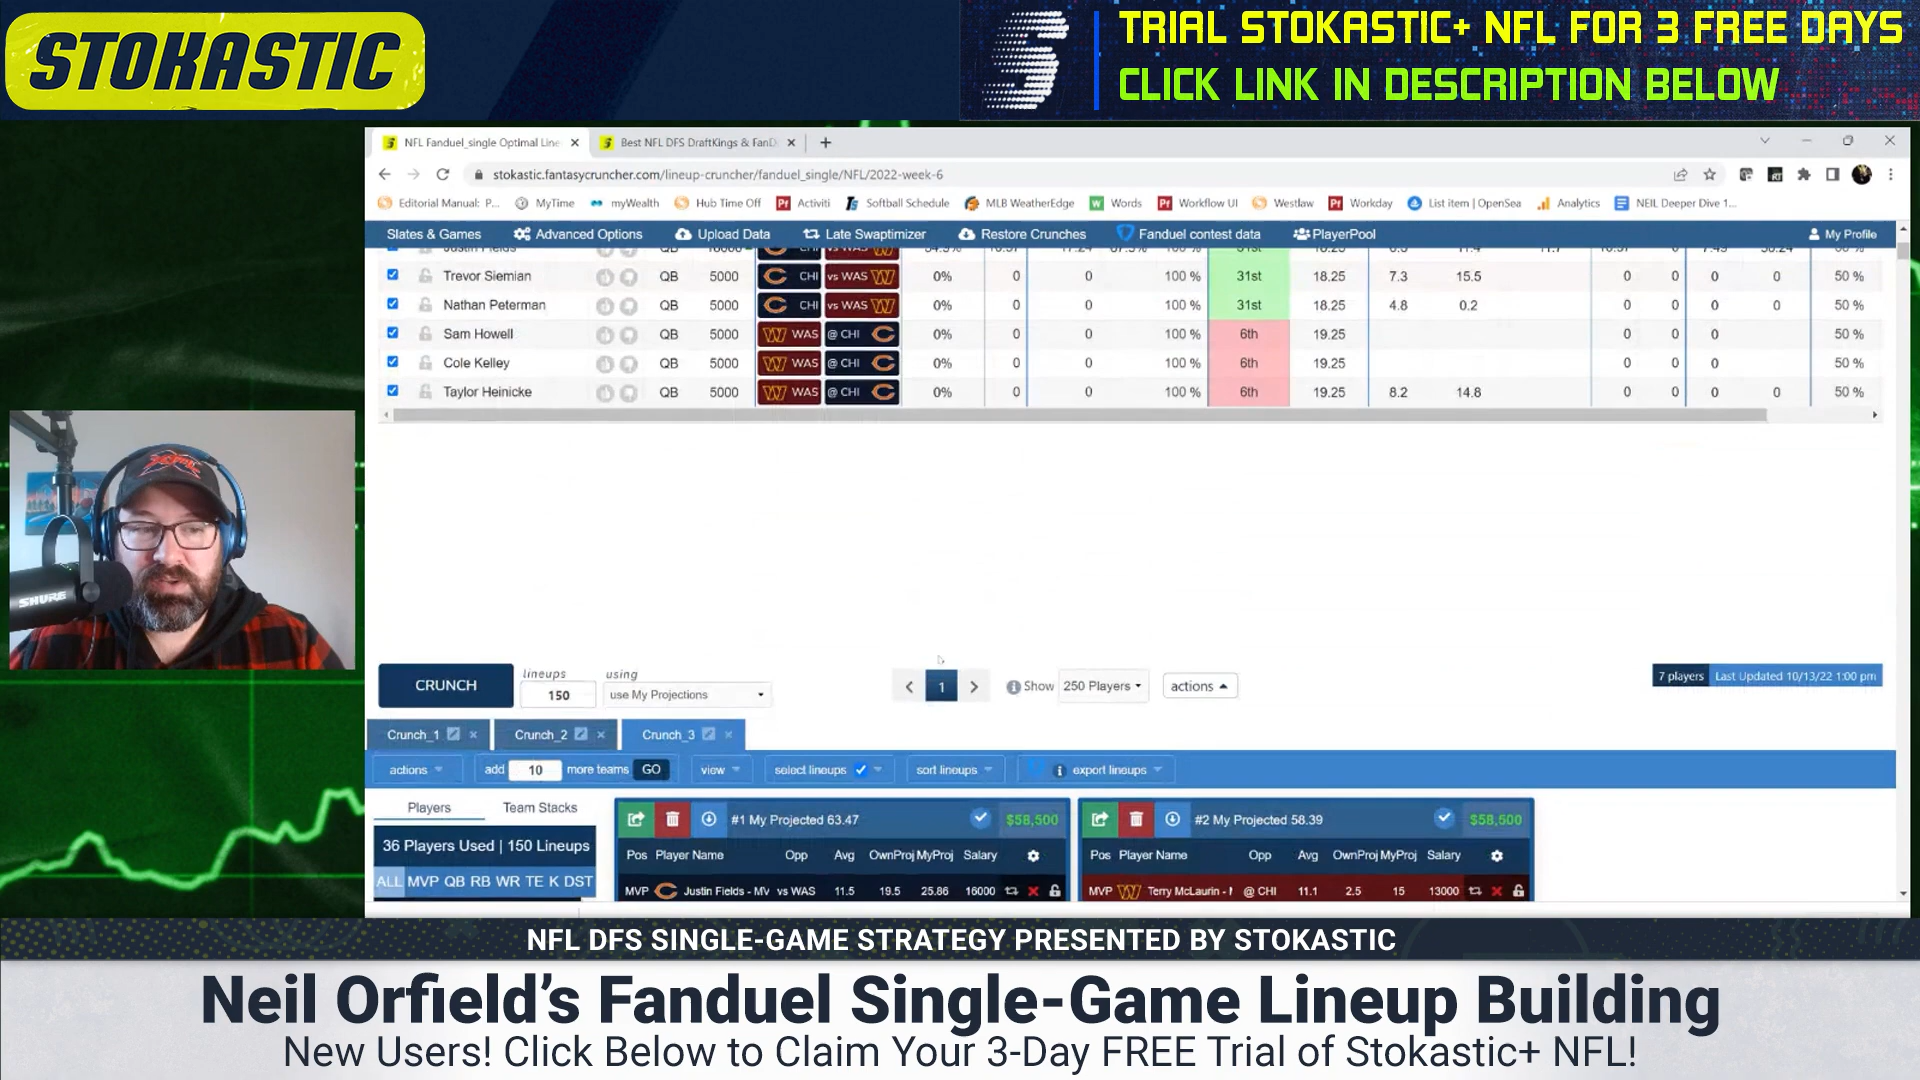 STOKASTIC
TRIAL STOKASTIC+ NFL FOR 3 FREE DAYS
CLICK LINK IN DESCRIPTION BELOW
NFL Fanduel_single Optimal Line
Best NFL DFS DraftKings & FanD
stokastic.fantasycruncher.com/lineup-cruncher/fanduel_single/NFL/2022-week-6
Editorial Manual: P... MyTime myWealth Hub Time Off Activiti Softball Schedule MLB WeatherEdge Words Workflow UI Westlaw Workday List item | OpenSea Analytics NEIL Deeper Dive 1...
Slates & Games Advanced Options Upload Data Late Swaptimizer Restore Crunches Fanduel contest data PlayerPool My Profile
Justin Fields QB
Trevor Siemian QB 5000 CHI vs WAS 0% 0 0 100 % 31st 18.25 7.3 15.5 0 0 0 0 50 %
Nathan Peterman QB 5000 CHI vs WAS 0% 0 0 100 % 31st 18.25 4.8 0.2 0 0 0 0 50 %
Sam Howell QB 5000 WAS @ CHI 0% 0 0 100 % 6th 19.25 0 0 0 50 %
Cole Kelley QB 5000 WAS @ CHI 0% 0 0 100 % 6th 19.25 0 0 0 50 %
Taylor Heinicke QB 5000 WAS @ CHI 0% 0 0 100 % 6th 19.25 8.2 14.8 0 0 0 0 50 %
SHURE
CRUNCH
lineups
150
using
use My Projections
1
Show 250 Players
actions
7 players Last Updated 10/13/22 1:00 pm
Crunch_1 Crunch_2 Crunch_3
actions add 10 more teams GO view select lineups sort lineups export lineups
Players Team Stacks
36 Players Used | 150 Lineups
ALL MVP QB RB WR TE K DST
#1 My Projected 63.47 $58,500
Pos Player Name Opp Avg OwnProj MyProj Salary
MVP Justin Fields - MV vs WAS 11.5 19.5 25.86 16000
#2 My Projected 58.39 $58,500
Pos Player Name Opp Avg OwnProj MyProj Salary
MVP Terry McLaurin - @ CHI 11.1 2.5 15 13000
NFL DFS SINGLE-GAME STRATEGY PRESENTED BY STOKASTIC
Neil Orfield’s Fanduel Single-Game Lineup Building
New Users! Click Below to Claim Your 3-Day FREE Trial of Stokastic+ NFL!